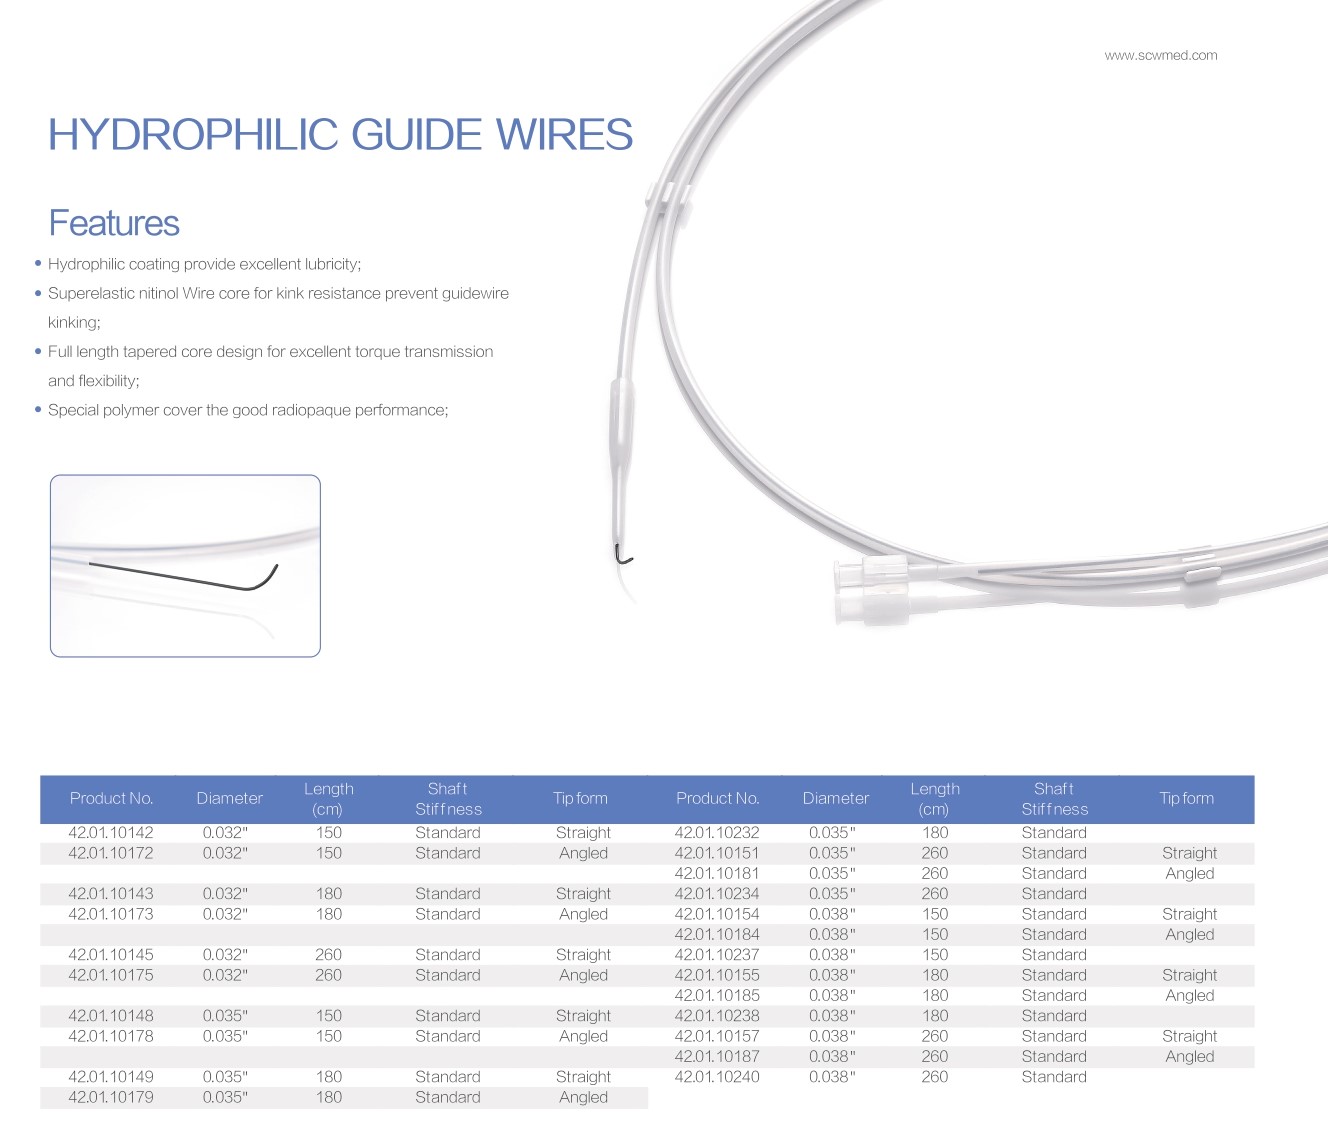 www.scwmed.com
HYDROPHILIC GUIDE WIRES
Features
• Hydrophilic coating provide excellent lubricity;
• Superelastic nitinol Wire core for kink resistance prevent guidewire
kinking;
• Full length tapered core design for excellent torque transmission
and flexibility;
• Special polymer cover the good radiopaque performance;
Product No. Diameter Length (cm) Shaft Stiffness Tip form Product No. Diameter Length (cm) Shaft Stiffness Tip form
42.01.10142 0.032" 150 Standard Straight 42.01.10232 0.035" 180 Standard
42.01.10172 0.032" 150 Standard Angled 42.01.10151 0.035" 260 Standard Straight
42.01.10181 0.035" 260 Standard Angled
42.01.10143 0.032" 180 Standard Straight 42.01.10234 0.035" 260 Standard
42.01.10173 0.032" 180 Standard Angled 42.01.10154 0.038" 150 Standard Straight
42.01.10184 0.038" 150 Standard Angled
42.01.10145 0.032" 260 Standard Straight 42.01.10237 0.038" 150 Standard
42.01.10175 0.032" 260 Standard Angled 42.01.10155 0.038" 180 Standard Straight
42.01.10185 0.038" 180 Standard Angled
42.01.10148 0.035" 150 Standard Straight 42.01.10238 0.038" 180 Standard
42.01.10178 0.035" 150 Standard Angled 42.01.10157 0.038" 260 Standard Straight
42.01.10187 0.038" 260 Standard Angled
42.01.10149 0.035" 180 Standard Straight 42.01.10240 0.038" 260 Standard
42.01.10179 0.035" 180 Standard Angled